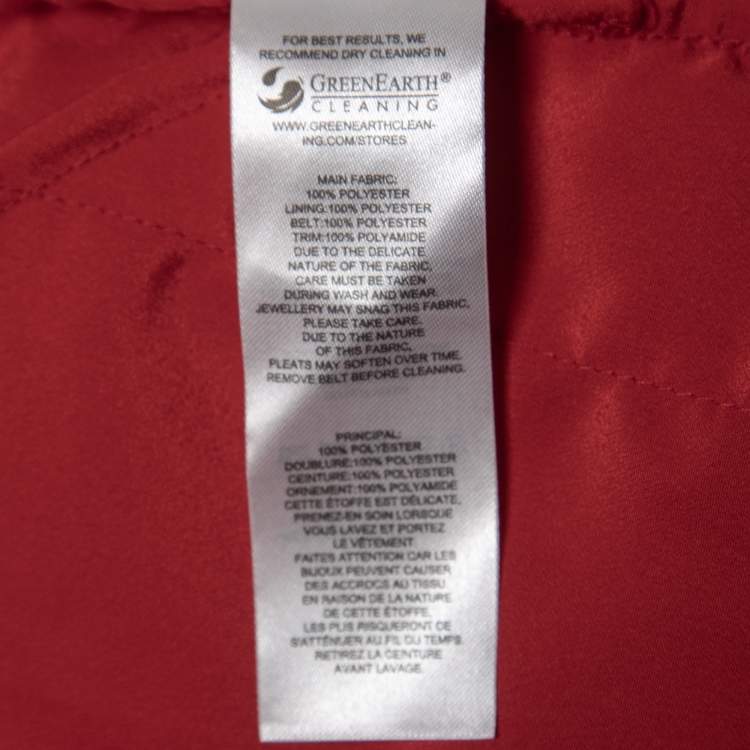 FOR BEST RESULTS, WE
RECOMMEND DRY CLEANING IN
GREENEARTH®
CLEANING
WWW.GREENEARTHCLEAN-
ING.COM/STORES
MAIN FABRIC:
100% POLYESTER
LINING:100% POLYESTER
BELT:100% POLYESTER
TRIM:100% POLYAMIDE
DUE TO THE DELICATE
NATURE OF THE FABRIC,
CARE MUST BE TAKEN
DURING WASH AND WEAR.
JEWELLERY MAY SNAG THIS FABRIC,
PLEASE TAKE CARE.
DUE TO THE NATURE
OF THIS FABRIC,
PLEATS MAY SOFTEN OVER TIME.
REMOVE BELT BEFORE CLEANING.
PRINCIPAL:
100% POLYESTER
DOUBLURE:100% POLYESTER
CEINTURE:100% POLYESTER
ORNEMENT:100% POLYAMIDE
CETTE ÉTOFFE EST DÉLICATE,
PRENEZ-EN SOIN LORSQUE
VOUS LAVEZ ET PORTEZ
LE VÊTEMENT.
FAITES ATTENTION CAR LES
BIJOUX PEUVENT CAUSER
DES ACCROCS AU TISSU.
EN RAISON DE LA NATURE
DE CETTE ÉTOFFE,
LES PLIS RISQUERONT DE
S'ATTÉNUER AU FIL DU TEMPS.
RETIREZ LA CEINTURE
AVANT LAVAGE.